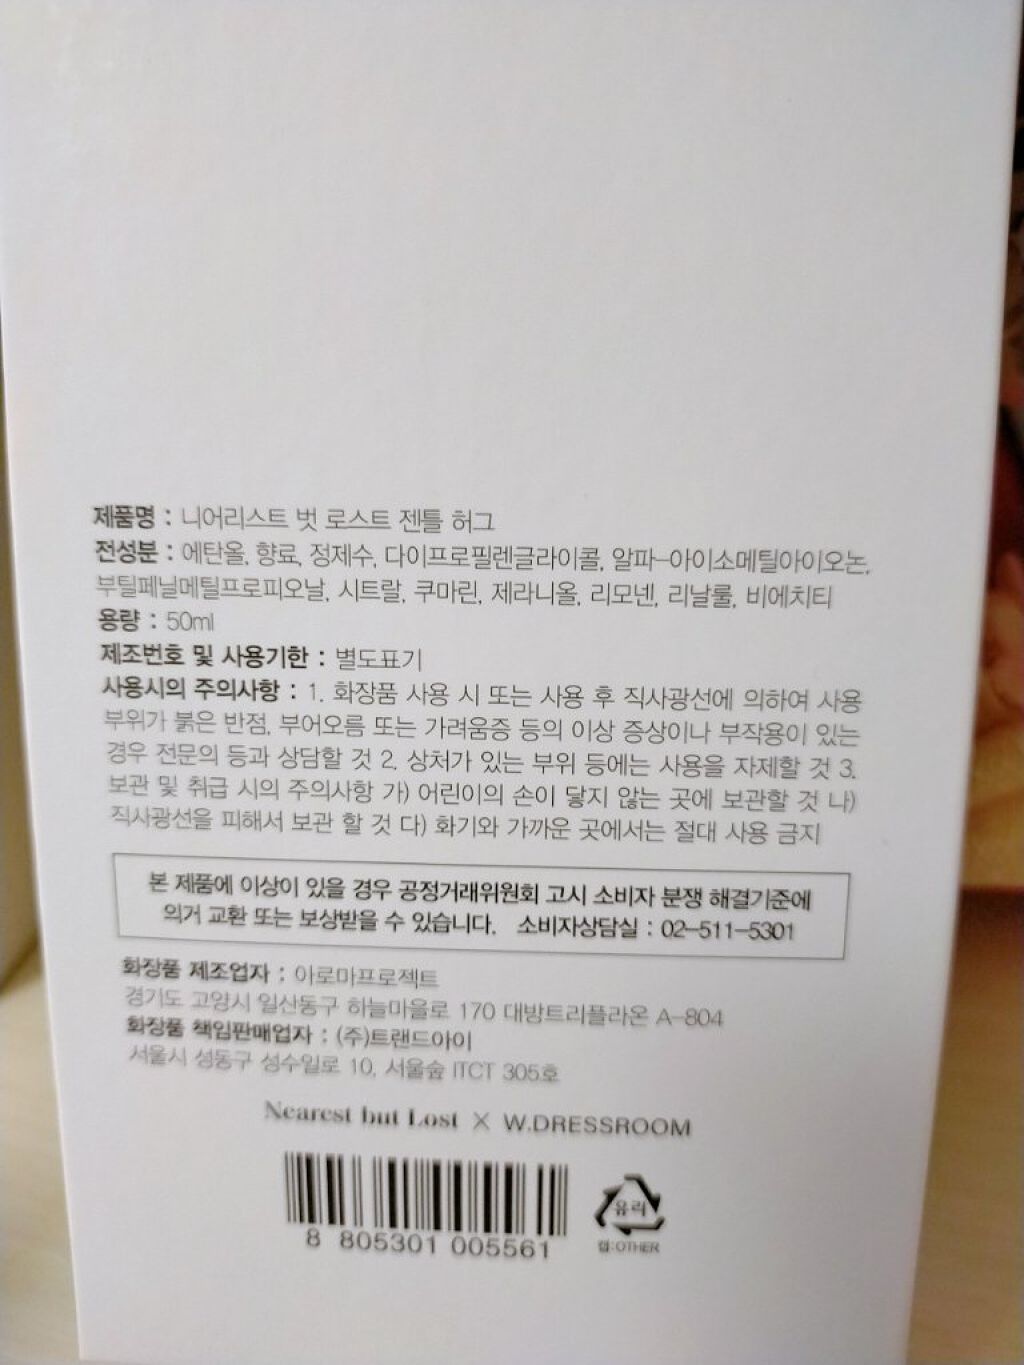 제품명 : 니어리스트 벗 로스트 젠틀 허그
전성분 : 에탄올, 향료, 정제수, 다이프로필렌글라이콜, 알파-아이소메틸아이오논,
부틸페닐메틸프로피오날, 시트랄, 쿠마린, 제라니올, 리모넨, 리날룰, 비에치티
용량 : 50ml
제조번호 및 사용기한 : 별도표기
사용시의 주의사항 : 1. 화장품 사용 시 또는 사용 후 직사광선에 의하여 사용
부위가 붉은 반점, 부어오름 또는 가려움증 등의 이상 증상이나 부작용이 있는
경우 전문의 등과 상담할 것 2. 상처가 있는 부위 등에는 사용을 자제할 것 3.
보관 및 취급 시의 주의사항 가) 어린이의 손이 닿지 않는 곳에 보관할 것 나)
직사광선을 피해서 보관 할 것 다) 화기와 가까운 곳에서는 절대 사용 금지
본 제품에 이상이 있을 경우 공정거래위원회 고시 소비자 분쟁 해결기준에
의거 교환 또는 보상받을 수 있습니다. 소비자상담실 : 02-511-5301
화장품 제조업자 : 아로마프로젝트
경기도 고양시 일산동구 하늘마을로 170 대방트리플라온 A-804
화장품 책임판매업자 : (주)트랜드아이
서울시 성동구 성수일로 10, 서울숲 ITCT 305호
Nearest but Lost × W.DRESSROOM
8 805301 005561
유리
캡:OTHER